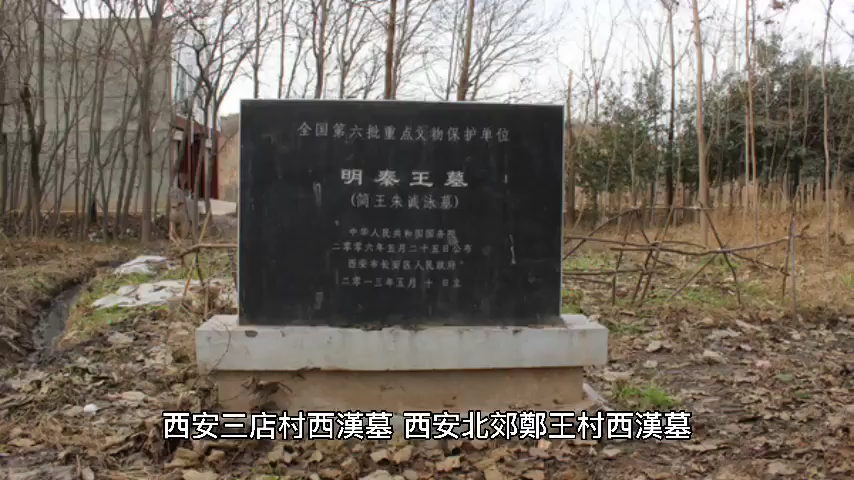 全国第六批重点文物保护单位
明秦王墓
(简王朱诚泳墓)
中华人民共和国国务院
二零零六年五月二十五日公布
西安市长安区人民政府
二零一三年五月十日立
西安三店村西漢墓 西安北郊鄭王村西漢墓